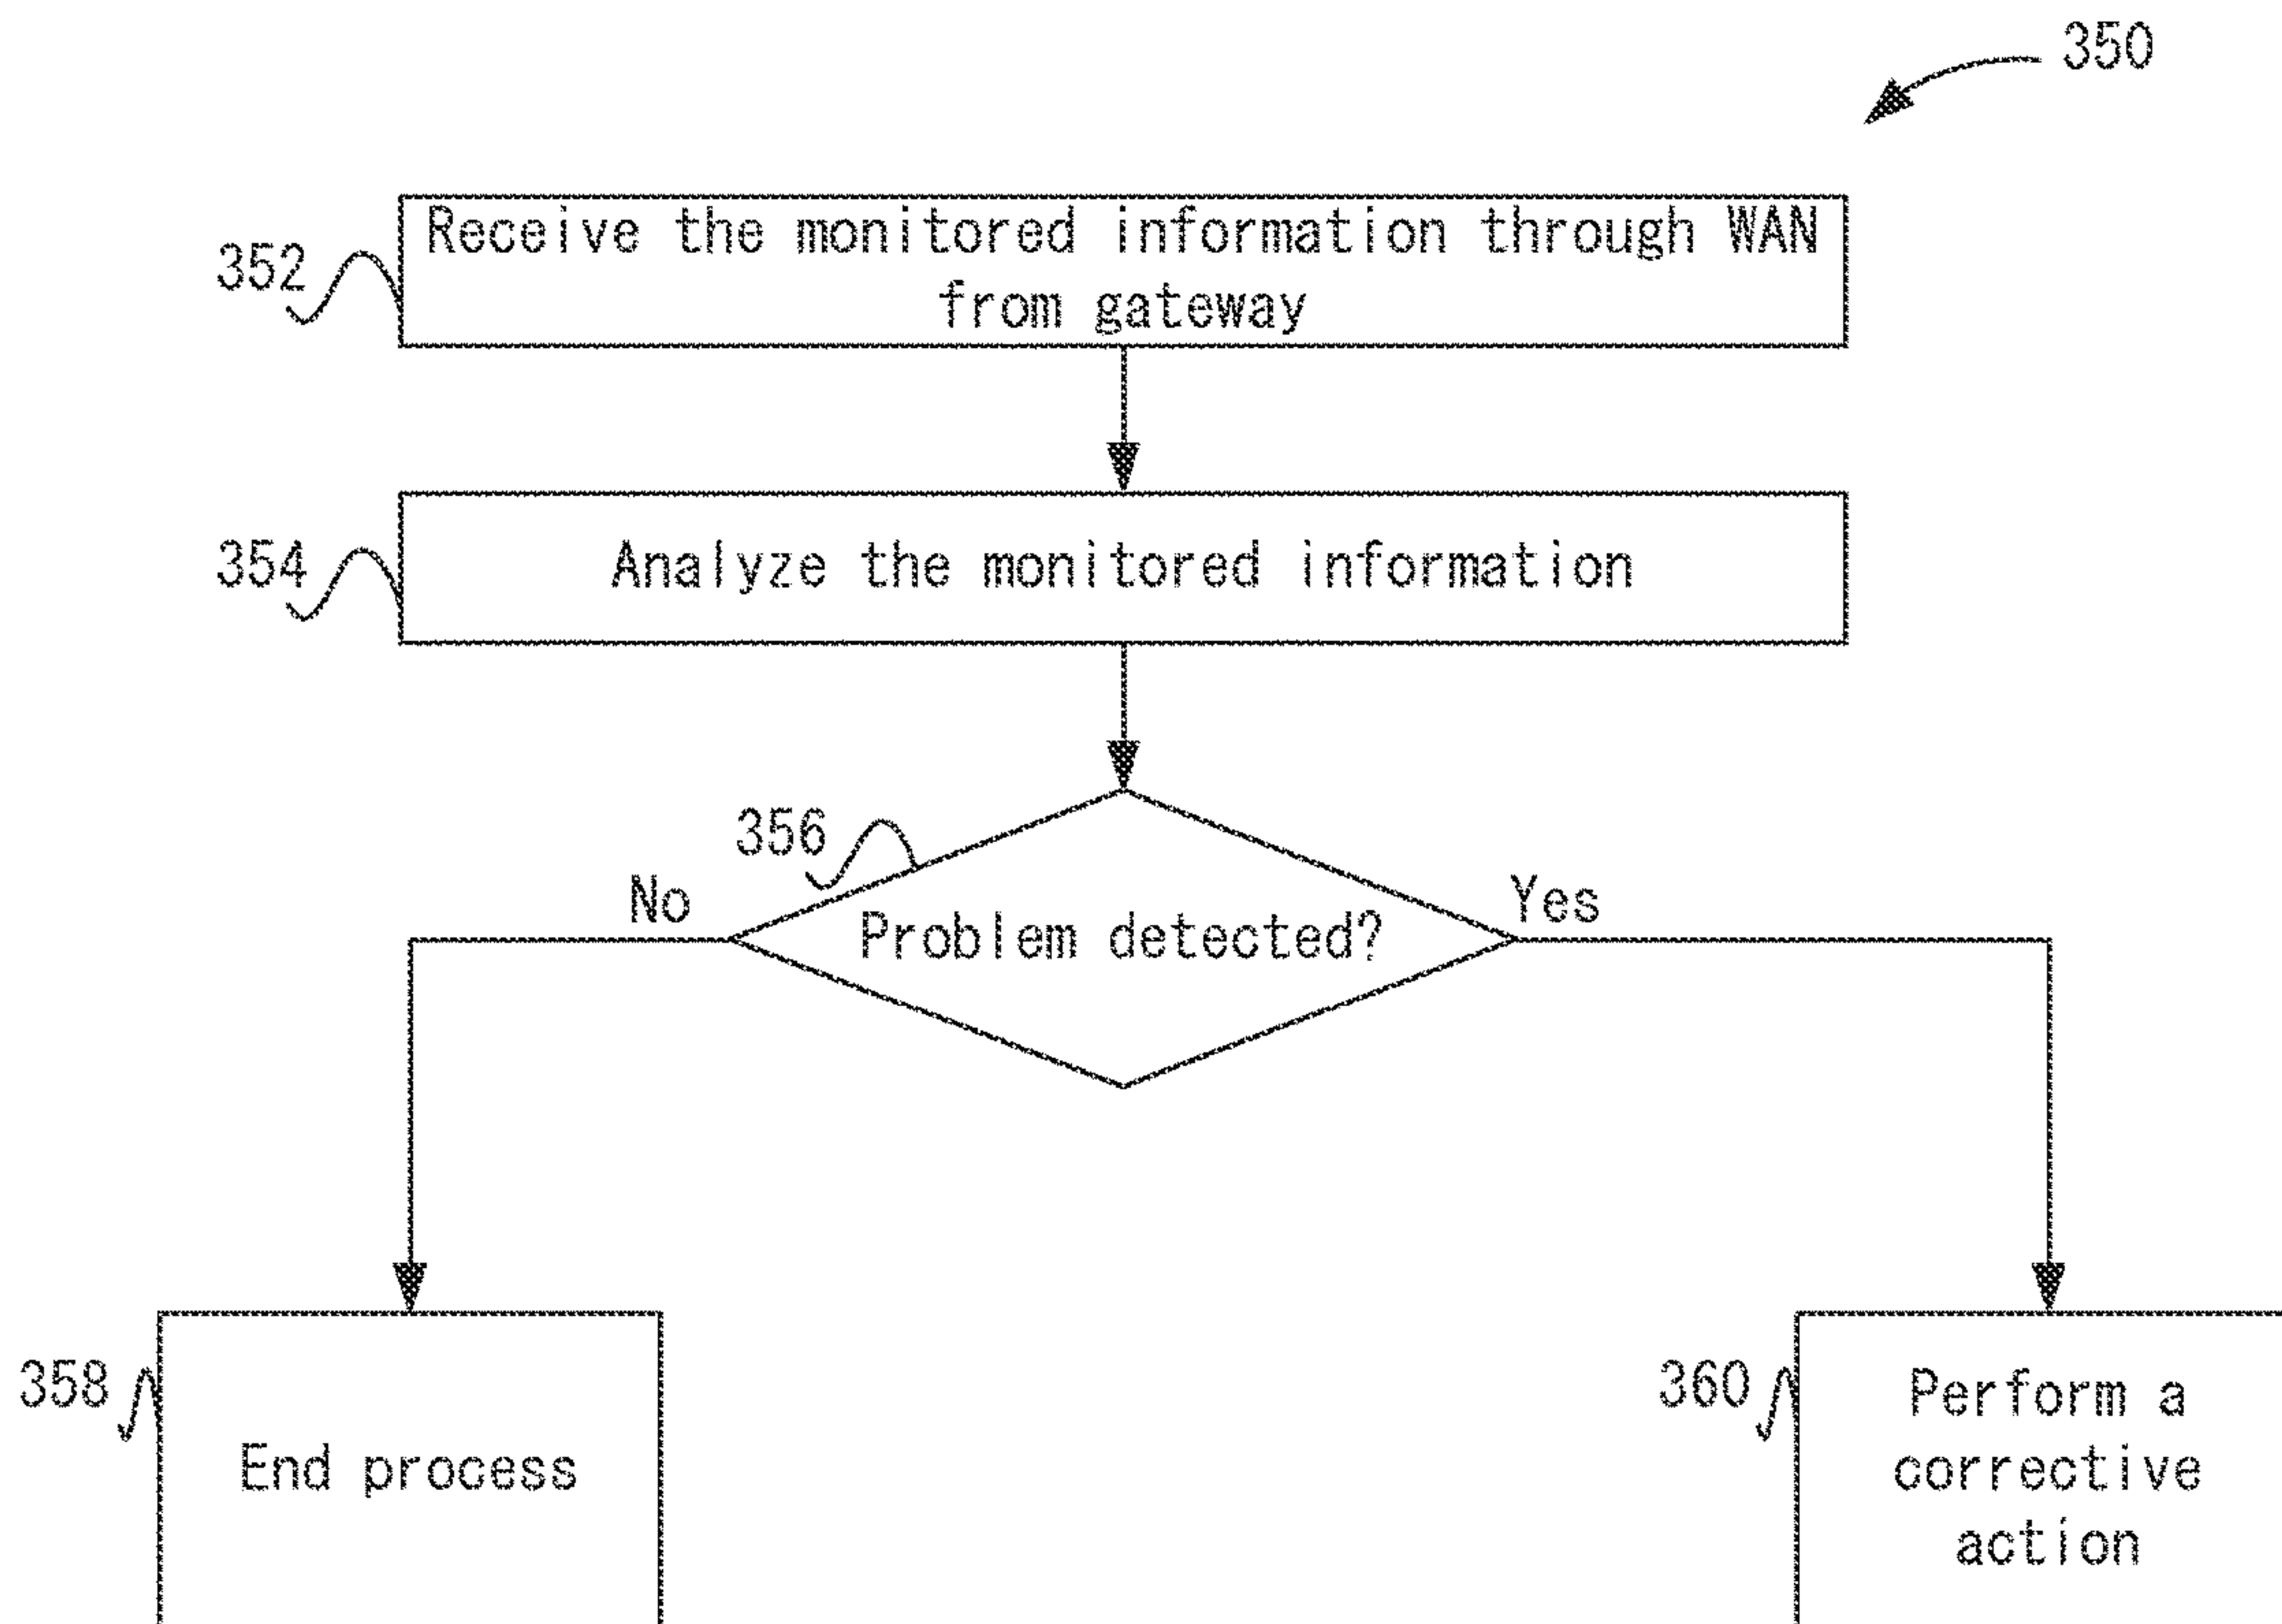 350
352
Receive the monitored information through WAN
from gateway
354
Analyze the monitored information
356
No
Problem detected?
Yes
358
End process
360
Perform a
corrective
action